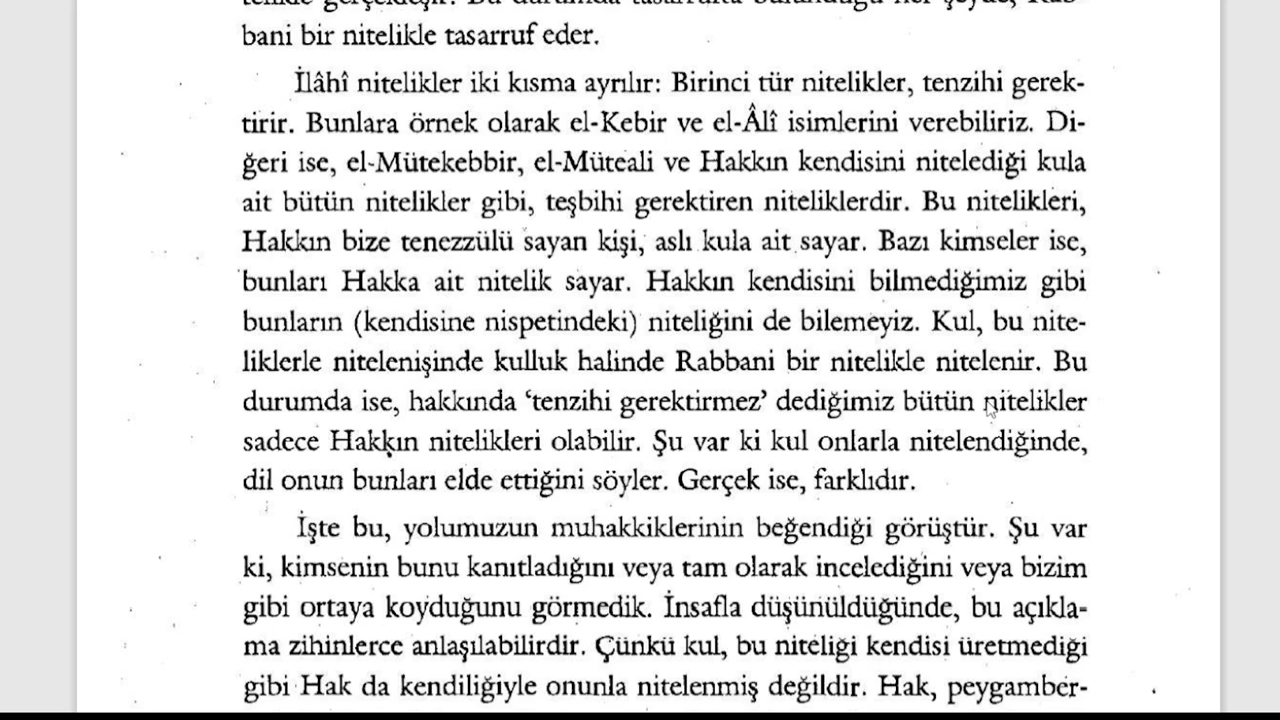 bani bir nitelikle tasarruf eder.
İlâhî nitelikler iki kısma ayrılır: Birinci tür nitelikler, tenzihi gerek-
tirir. Bunlara örnek olarak el-Kebir ve el-Âlî isimlerini verebiliriz. Di-
ğeri ise, el-Mütekebbir, el-Müteali ve Hakkın kendisini nitelediği kula
ait bütün nitelikler gibi, teşbihi gerektiren niteliklerdir. Bu nitelikleri,
Hakkın bize tenezzülü sayan kişi, aslı kula ait sayar. Bazı kimseler ise,
bunları Hakka ait nitelik sayar. Hakkın kendisini bilmediğimiz gibi
bunların (kendisine nispetindeki) niteliğini de bilemeyiz. Kul, bu nite-
liklerle nitelenişinde kulluk halinde Rabbani bir nitelikle nitelenir. Bu
durumda ise, hakkında ‘tenzihi gerektirmez’ dediğimiz bütün nitelikler
sadece Hakkın nitelikleri olabilir. Şu var ki kul onlarla nitelendiğinde,
dil onun bunları elde ettiğini söyler. Gerçek ise, farklıdır.
İşte bu, yolumuzun muhakkiklerinin beğendiği görüştür. Şu var
ki, kimsenin bunu kanıtladığını veya tam olarak incelediğini veya bizim
gibi ortaya koyduğunu görmedik. İnsafla düşünüldüğünde, bu açıkla-
ma zihinlerce anlaşılabilirdir. Çünkü kul, bu niteliği kendisi üretmediği
gibi Hak da kendiliğiyle onunla nitelenmiş değildir. Hak, peygamber-